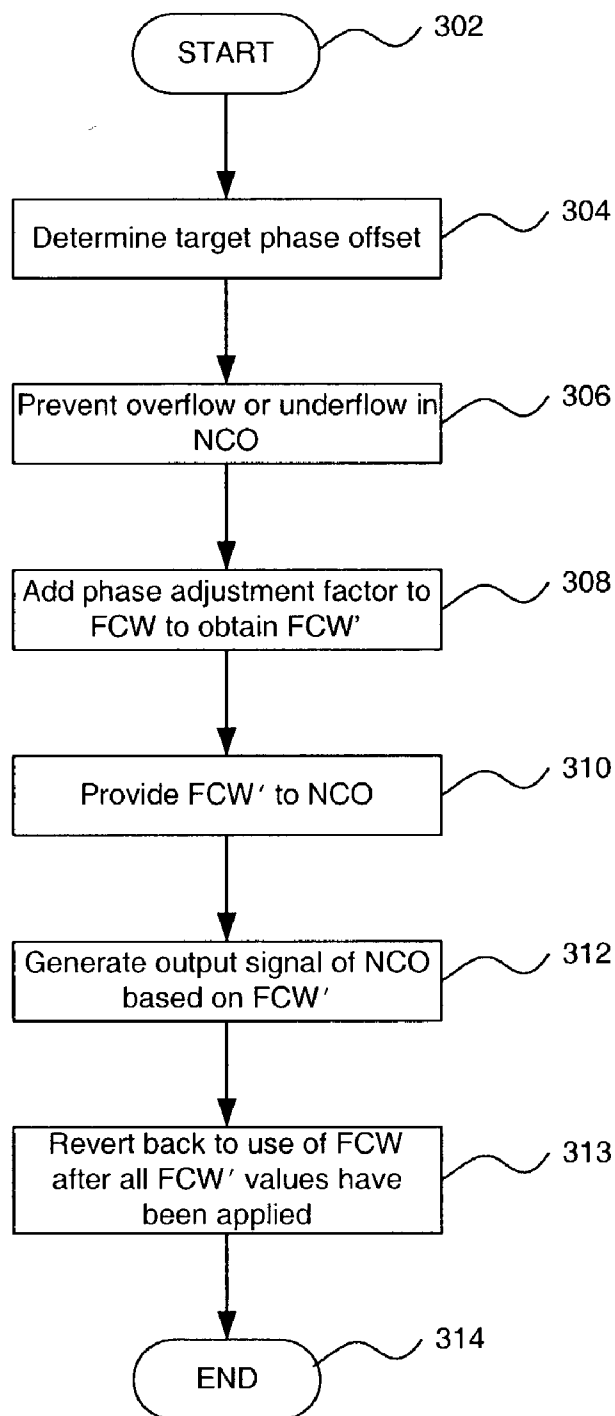 START
302
Determine target phase offset
304
Prevent overflow or underflow in
NCO
306
Add phase adjustment factor to
FCW to obtain FCW'
308
Provide FCW' to NCO
310
Generate output signal of NCO
based on FCW'
312
Revert back to use of FCW
after all FCW' values have
been applied
313
END
314